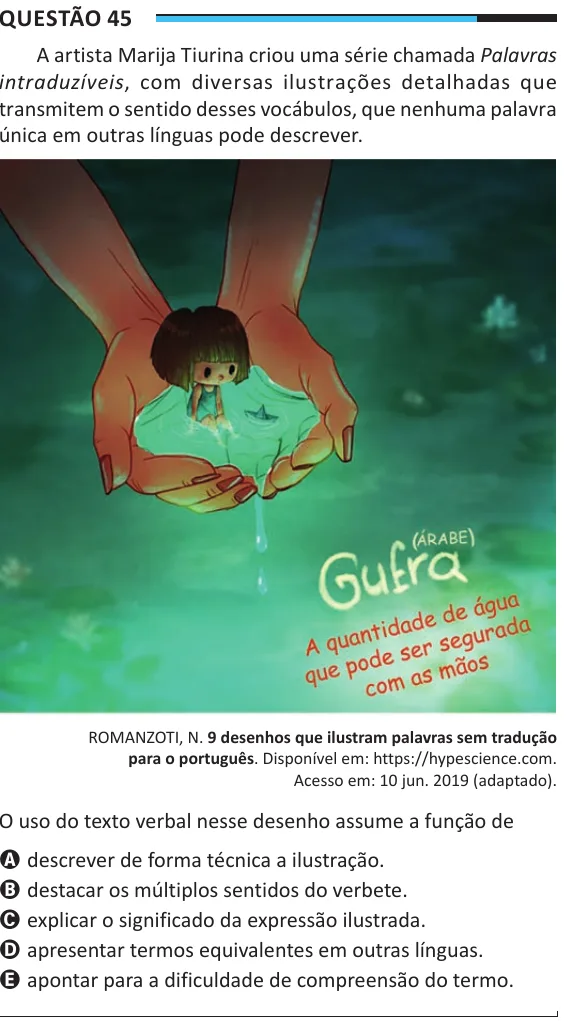 QUESTÃO 45
A artista Marija Tiurina criou uma série chamada Palavras
intraduzíveis, com diversas ilustrações detalhadas que
transmitem o sentido desses vocábulos, que nenhuma palavra
única em outras línguas pode descrever.
(ÁRABE)
Gufra
A quantidade de água
que pode ser segurada
com as mãos
ROMANZOTI, N. 9 desenhos que ilustram palavras sem tradução
para o português. Disponível em: https://hypescience.com.
Acesso em: 10 jun. 2019 (adaptado).
O uso do texto verbal nesse desenho assume a função de
A descrever de forma técnica a ilustração.
B destacar os múltiplos sentidos do verbete.
C explicar o significado da expressão ilustrada.
D apresentar termos equivalentes em outras línguas.
E apontar para a dificuldade de compreensão do termo.